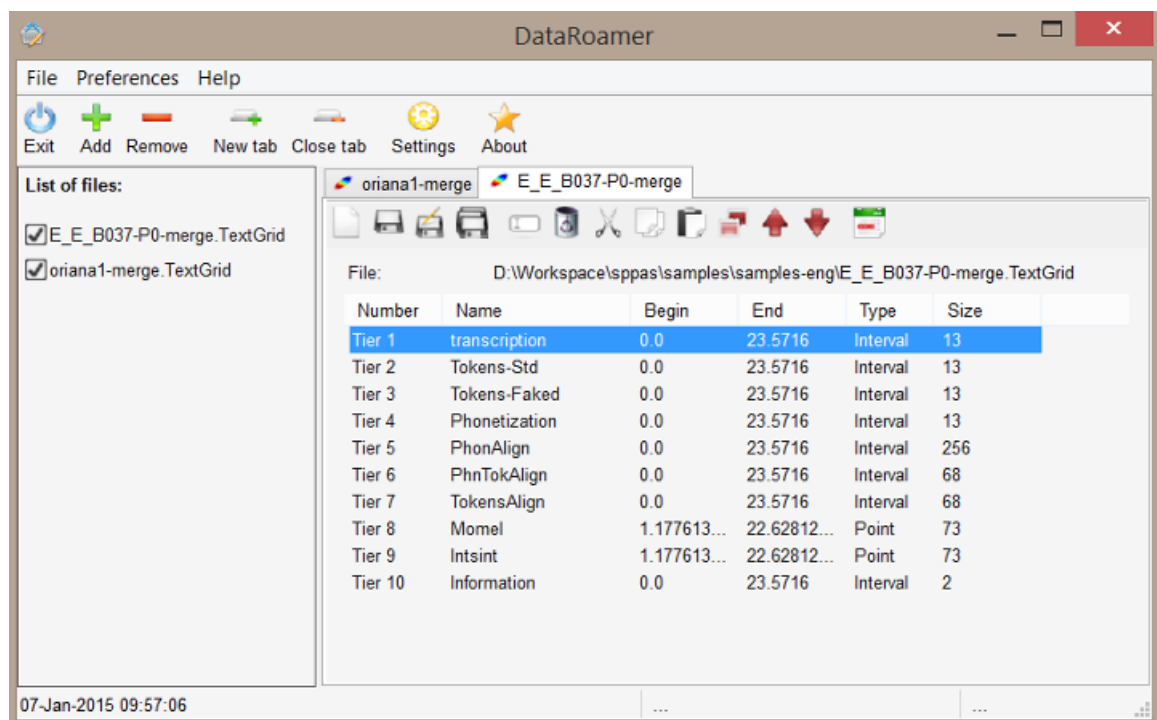 DataRoamer
File Preferences Help
Exit Add Remove New tab Close tab Settings About
List of files:
E_E_B037-P0-merge.TextGrid
oriana1-merge.TextGrid
oriana1-merge E_E_B037-P0-merge
File: D:\Workspace\sppas\samples\samples-eng\E_E_B037-P0-merge.TextGrid
Number Name Begin End Type Size
Tier 1 transcription 0.0 23.5716 Interval 13
Tier 2 Tokens-Std 0.0 23.5716 Interval 13
Tier 3 Tokens-Faked 0.0 23.5716 Interval 13
Tier 4 Phonetization 0.0 23.5716 Interval 13
Tier 5 PhonAlign 0.0 23.5716 Interval 256
Tier 6 PhnTokAlign 0.0 23.5716 Interval 68
Tier 7 TokensAlign 0.0 23.5716 Interval 68
Tier 8 Momel 1.177613... 22.62812... Point 73
Tier 9 Intsint 1.177613... 22.62812... Point 73
Tier 10 Information 0.0 23.5716 Interval 2
07-Jan-2015 09:57:06 ... ...